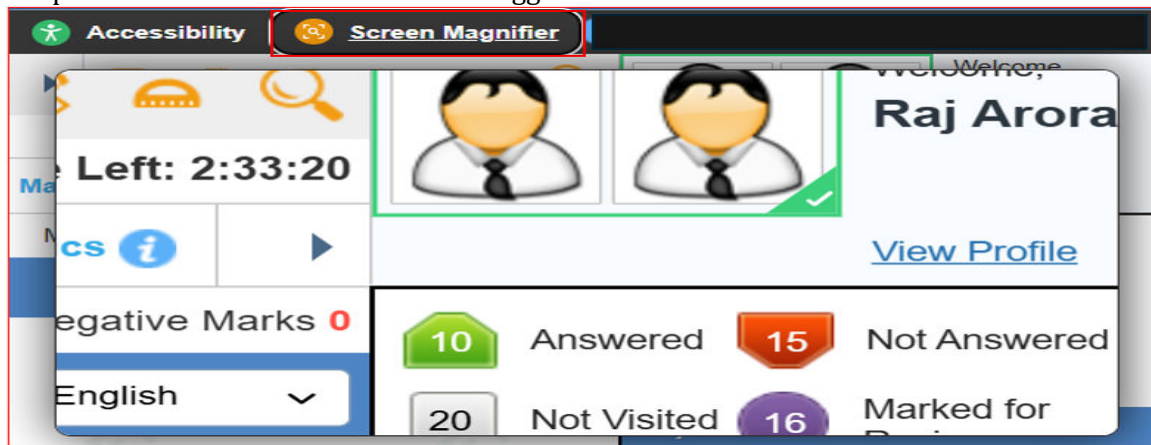 Accessibility Screen Magnifier
Welcome,
Raj Arora
Left: 2:33:20
Ma
cs i
View Profile
egative Marks 0
10 Answered 15 Not Answered
English
20 Not Visited 16 Marked for